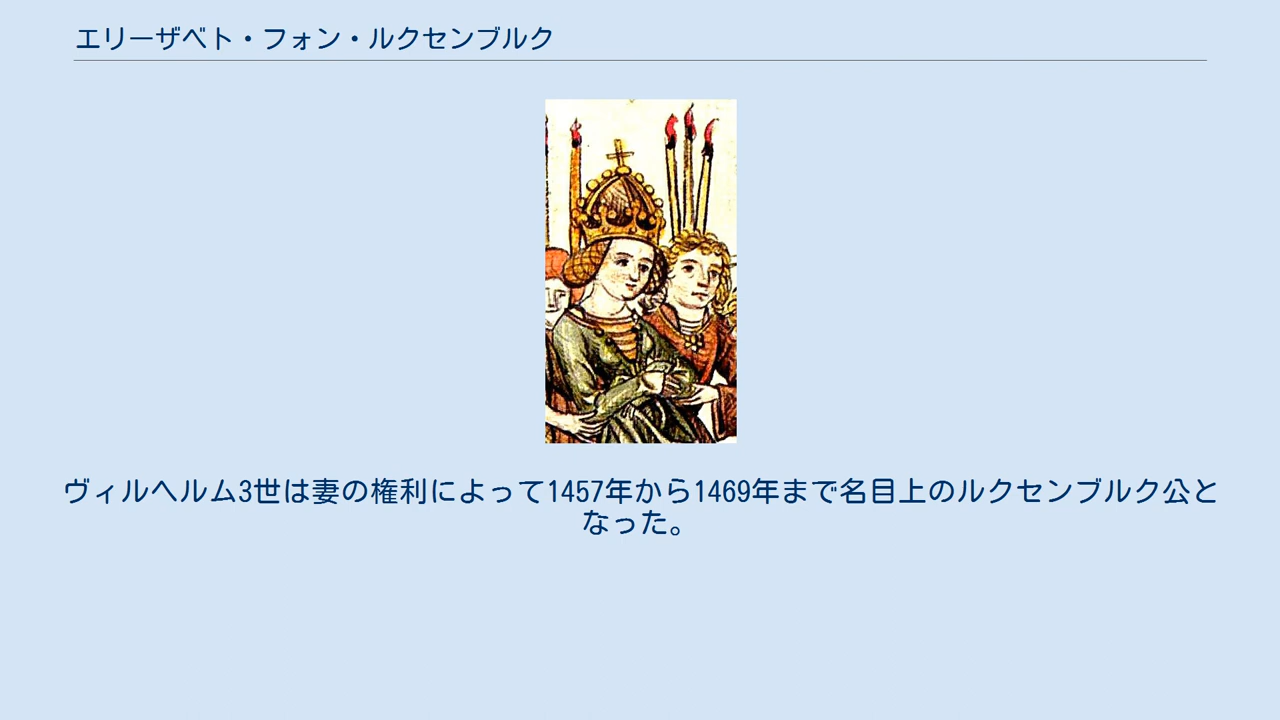 エリーザベト・フォン・ルクセンブルク
ヴィルヘルム3世は妻の権利によって1457年から1469年まで名目上のルクセンブルク公と
なった。